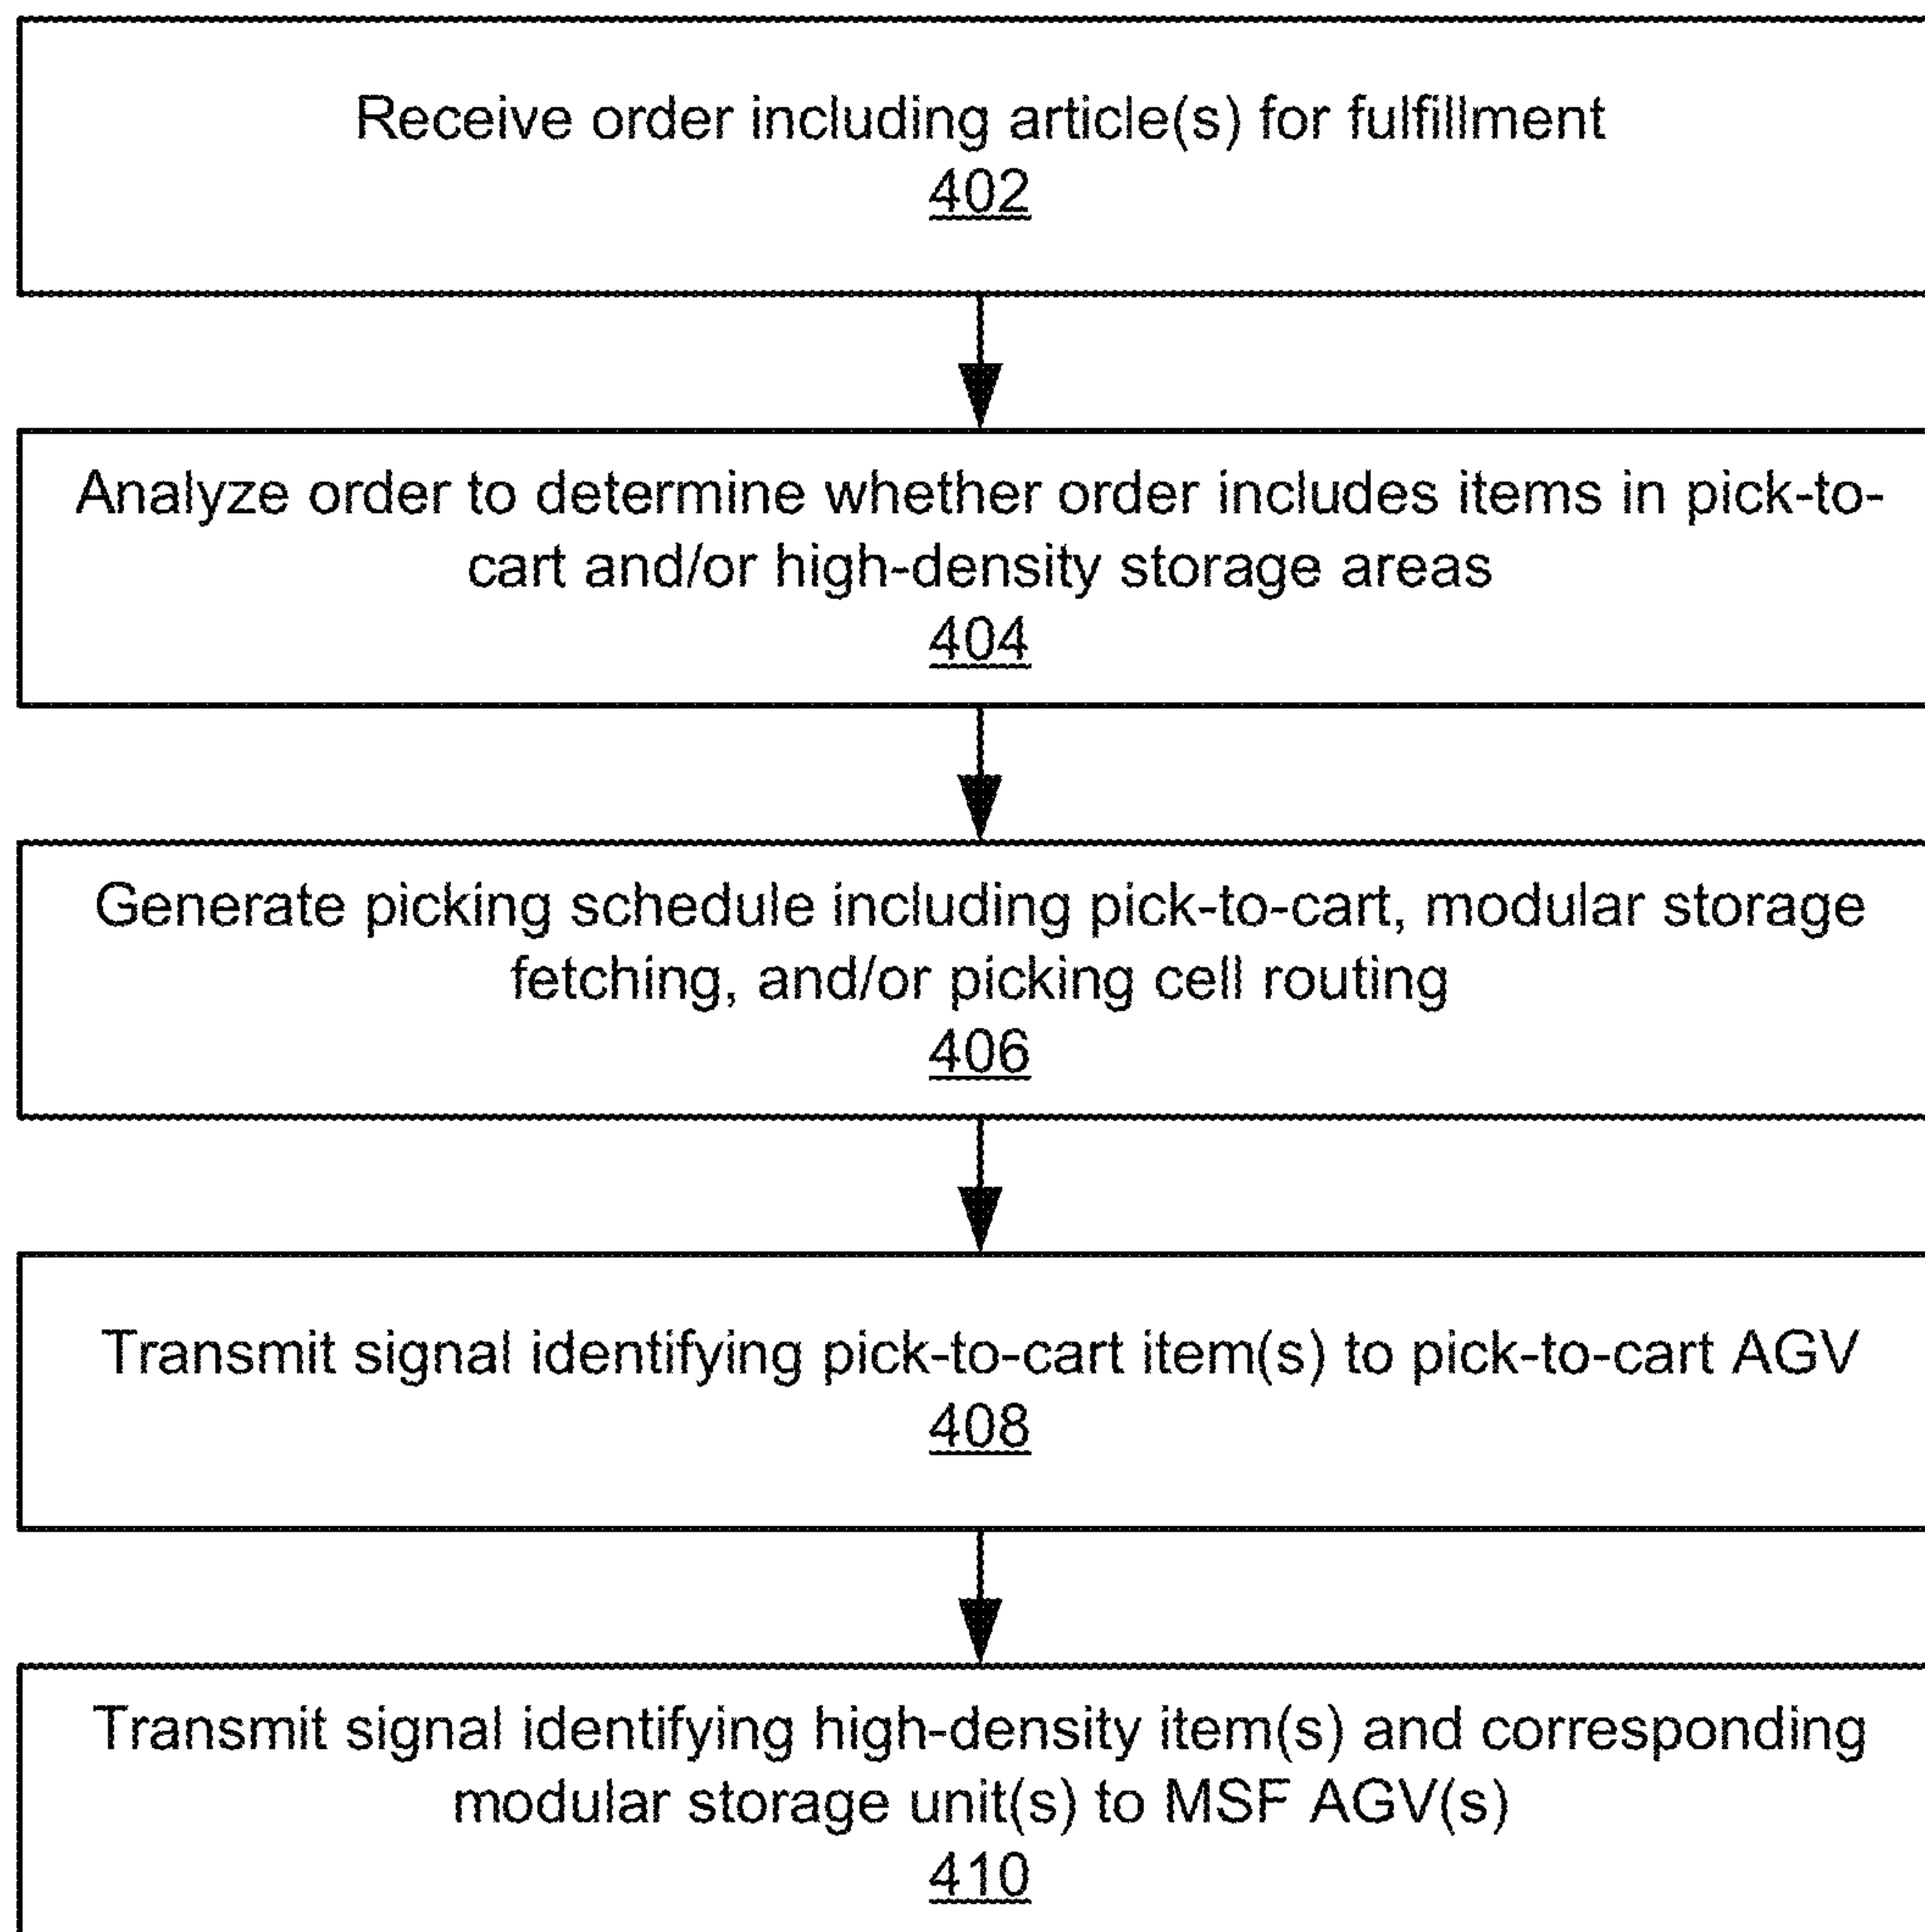 Receive order including article(s) for fulfillment
402
Analyze order to determine whether order includes items in pick-to-
cart and/or high-density storage areas
404
Generate picking schedule including pick-to-cart, modular storage
fetching, and/or picking cell routing
406
Transmit signal identifying pick-to-cart item(s) to pick-to-cart AGV
408
Transmit signal identifying high-density item(s) and corresponding
modular storage unit(s) to MSF AGV(s)
410